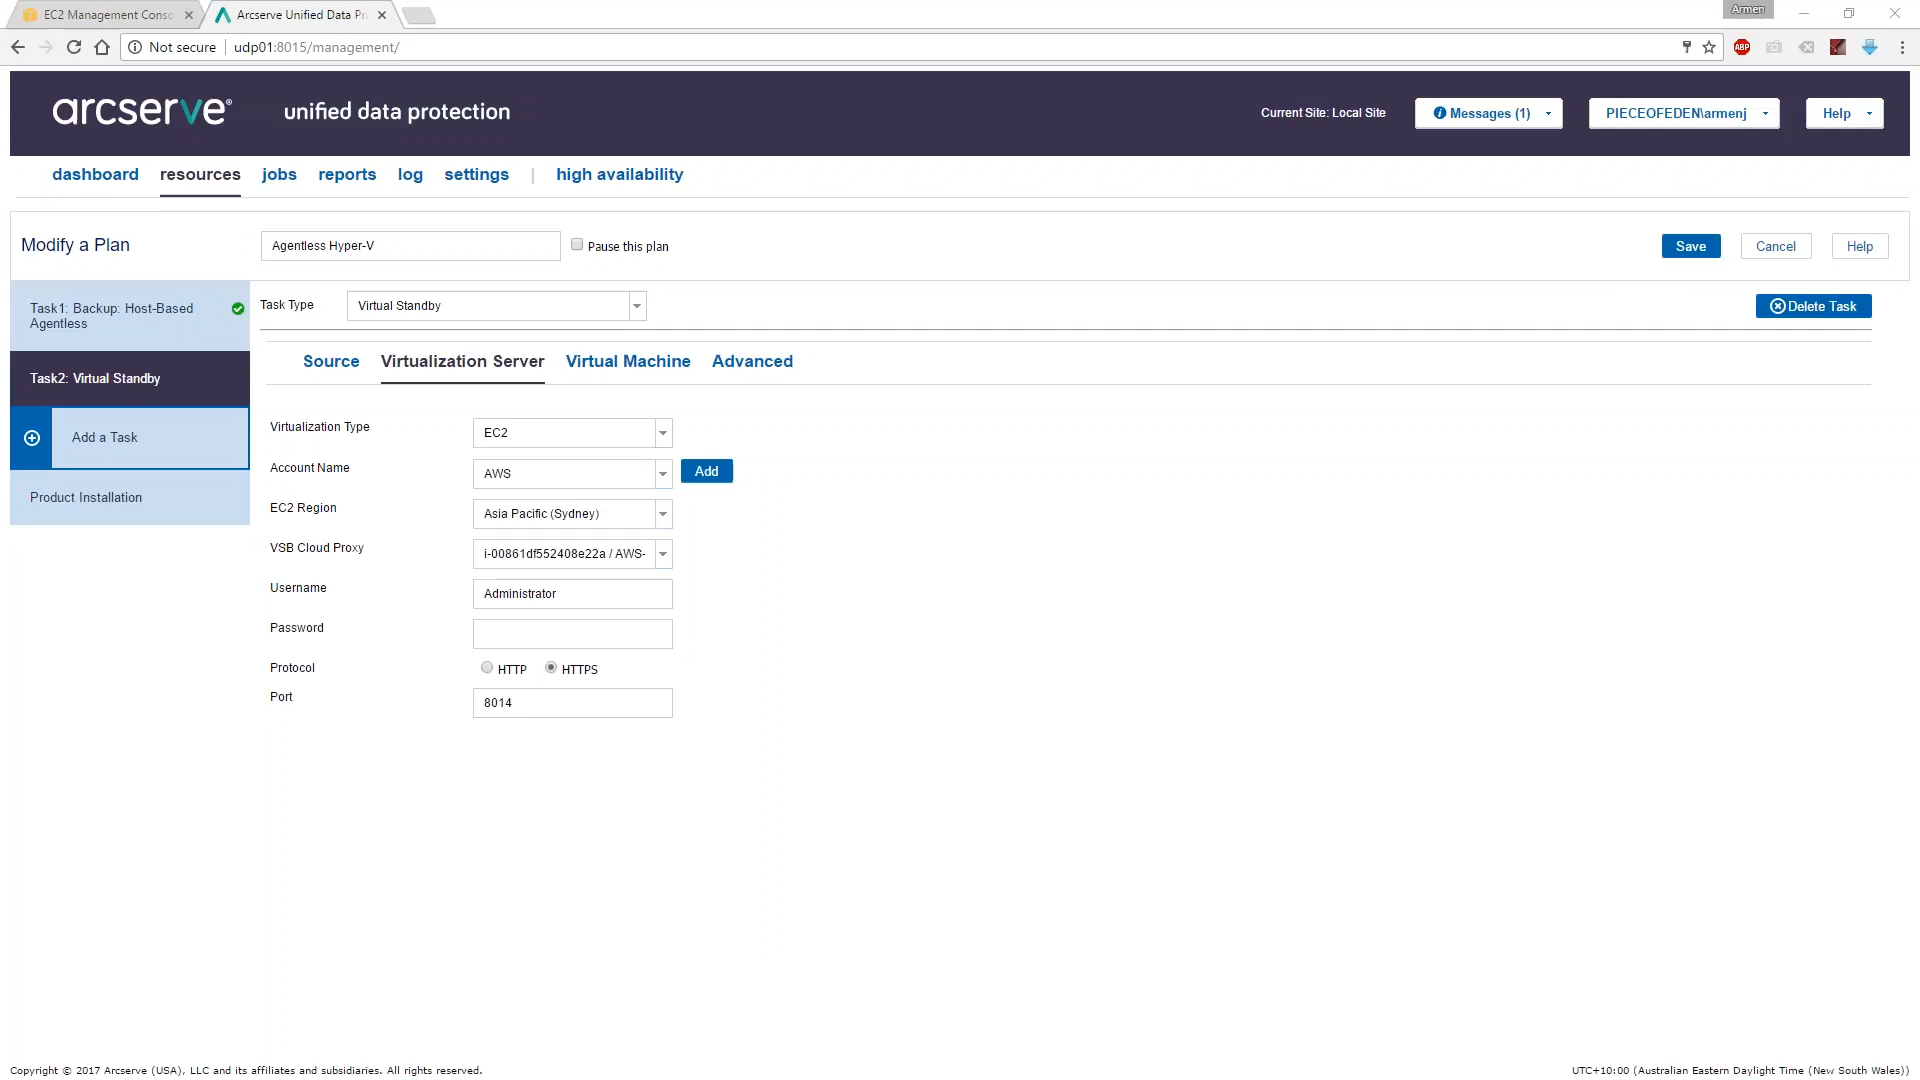 EC2 Management Conso
Arcserve Unified Data Pr
Armen
Not secure | udp01:8015/management/
ABP
arcserve® unified data protection
Current Site: Local Site
Messages (1)
PIECEOFEDEN\armenj
Help
dashboard resources jobs reports log settings | high availability
Modify a Plan
Agentless Hyper-V
Pause this plan
Save
Cancel
Help
Task1: Backup: Host-Based
Agentless
Task2: Virtual Standby
Add a Task
Product Installation
Task Type
Virtual Standby
Delete Task
Source Virtualization Server Virtual Machine Advanced
Virtualization Type
EC2
Account Name
AWS
Add
EC2 Region
Asia Pacific (Sydney)
VSB Cloud Proxy
i-00861df552408e22a / AWS-
Username
Administrator
Password
Protocol
HTTP HTTPS
Port
8014
Copyright © 2017 Arcserve (USA), LLC and its affiliates and subsidiaries. All rights reserved.
UTC+10:00 (Australian Eastern Daylight Time (New South Wales))